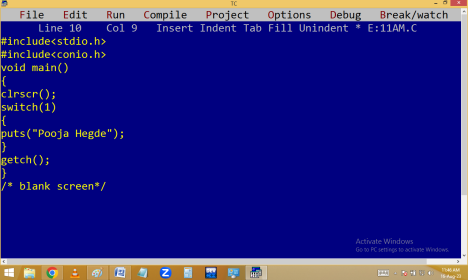 TC
File Edit Run Compile Project Options Debug Break/watch
Line 10 Col 9 Insert Indent Tab Fill Unindent * E:11AM.C
#include<stdio.h>
#include<conio.h>
void main()
{
clrscr();
switch(1)
{
puts("Pooja Hegde");
}
getch();
}
/* blank screen*/
Activate Windows
Go to PC settings to activate Windows.